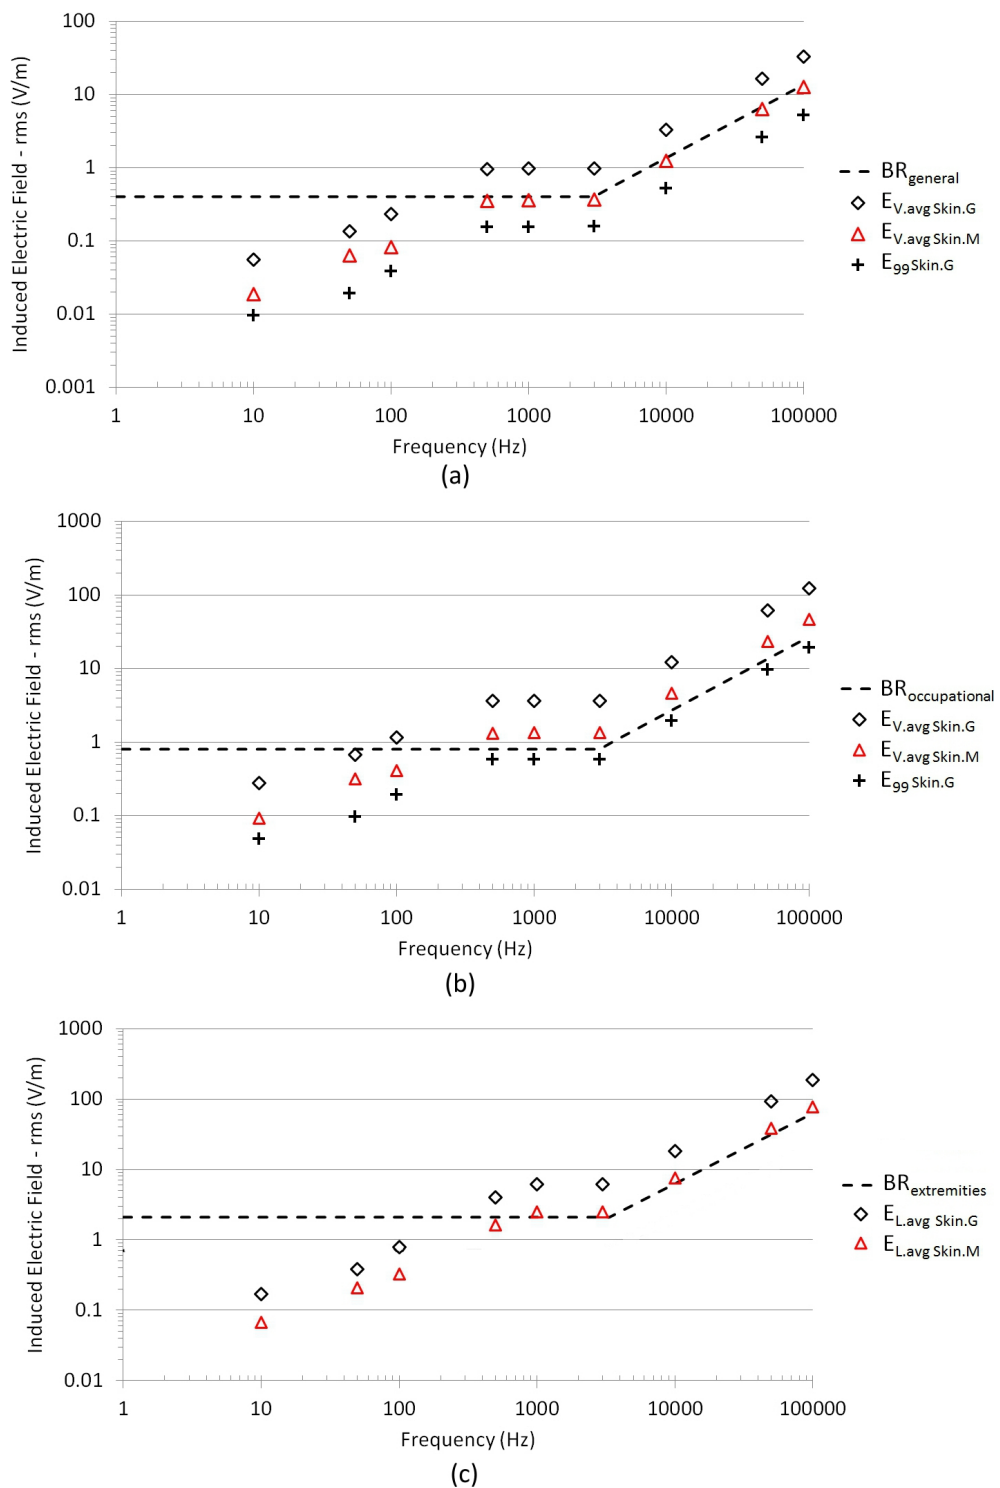 100
10
1
0.1
0.01
0.001
Induced Electric Field - rms (V/m)
1 10 100 1000 10000 100000
Frequency (Hz)
BRgeneral
EV.avg Skin.G
EV.avg Skin.M
E99 Skin.G
(a)
1000
100
10
1
0.1
0.01
Induced Electric Field - rms (V/m)
1 10 100 1000 10000 100000
Frequency (Hz)
BRoccupational
EV.avg Skin.G
EV.avg Skin.M
E99 Skin.G
(b)
1000
100
10
1
0.1
0.01
Induced Electric Field - rms (V/m)
1 10 100 1000 10000 100000
Frequency (Hz)
BRextremities
EL.avg Skin.G
EL.avg Skin.M
(c)